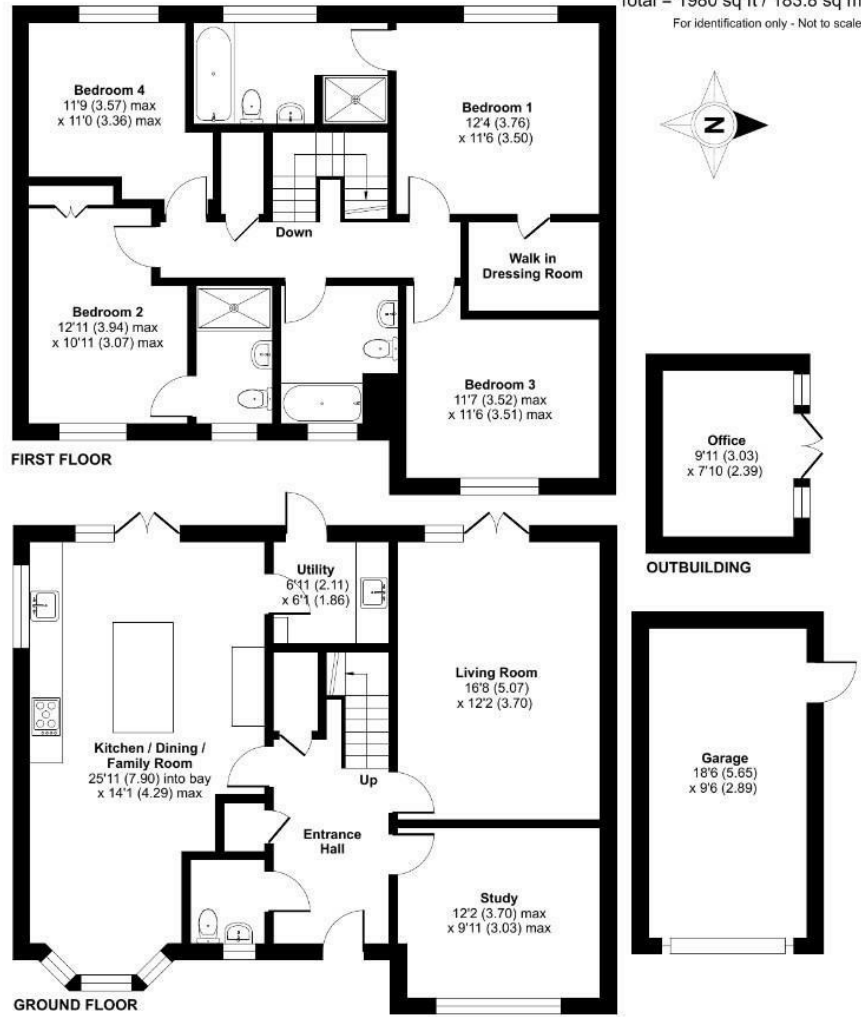 Total = 1980 sq ft / 183.8 sq m
For identification only - Not to scale
N
Bedroom 4
11'9 (3.57) max
x 11'0 (3.36) max
Bedroom 1
12'4 (3.76)
x 11'6 (3.50)
Down
Walk in
Dressing Room
Bedroom 2
12'11 (3.94) max
x 10'11 (3.07) max
Bedroom 3
11'7 (3.52) max
x 11'6 (3.51) max
FIRST FLOOR
Office
9'11 (3.03)
x 7'10 (2.39)
OUTBUILDING
Utility
6'11 (2.11)
x 6'1 (1.86)
Living Room
16'8 (5.07)
x 12'2 (3.70)
Kitchen / Dining /
Family Room
25'11 (7.90) into bay
x 14'1 (4.29) max
Up
Entrance
Hall
Garage
18'6 (5.65)
x 9'6 (2.89)
Study
12'2 (3.70) max
x 9'11 (3.03) max
GROUND FLOOR